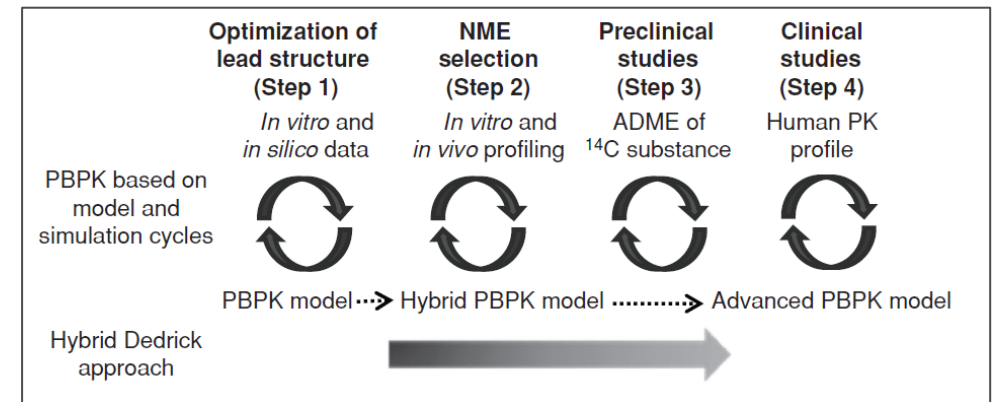 Optimization of
lead structure
(Step 1)
NME
selection
(Step 2)
Preclinical
studies
(Step 3)
Clinical
studies
(Step 4)
In vitro and
in silico data
In vitro and
in vivo profiling
ADME of
¹⁴C substance
Human PK
profile
PBPK based on
model and
simulation cycles
PBPK model
Hybrid PBPK model
Advanced PBPK model
Hybrid Dedrick
approach